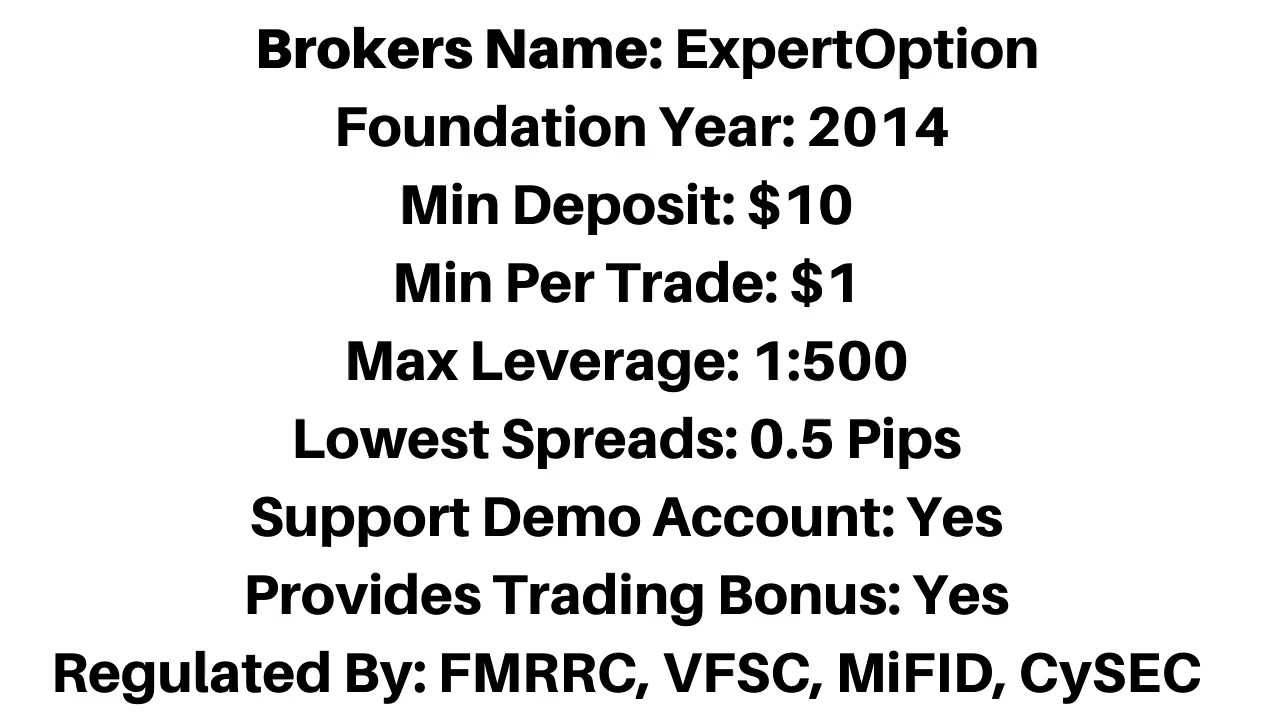 Brokers Name: ExpertOption
Foundation Year: 2014
Min Deposit: $10
Min Per Trade: $1
Max Leverage: 1:500
Lowest Spreads: 0.5 Pips
Support Demo Account: Yes
Provides Trading Bonus: Yes
Regulated By: FMRRC, VFSC, MiFID, CySEC